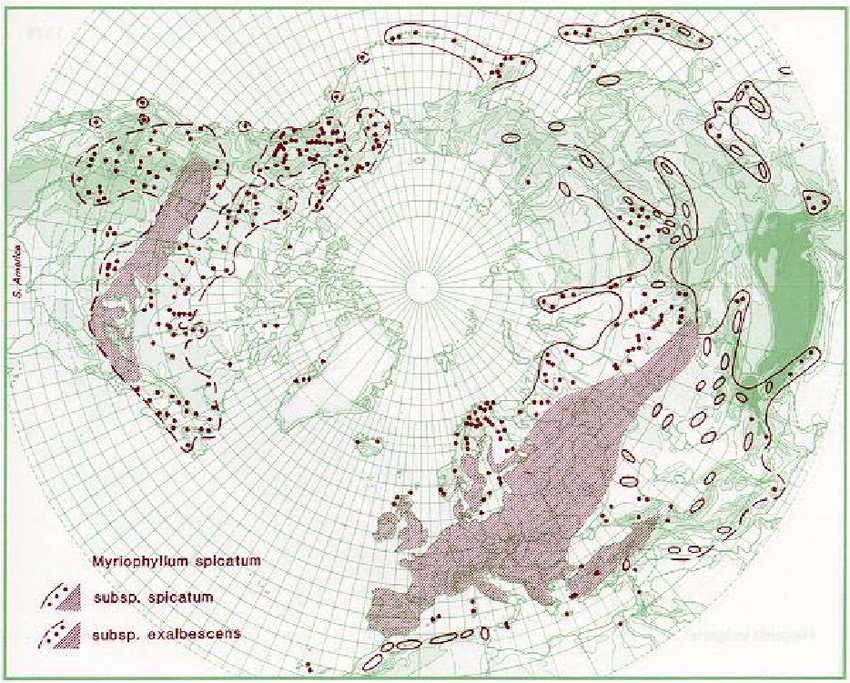 S. America
Myriophyllum spicatum
subsp. spicatum
subsp. exalbescens